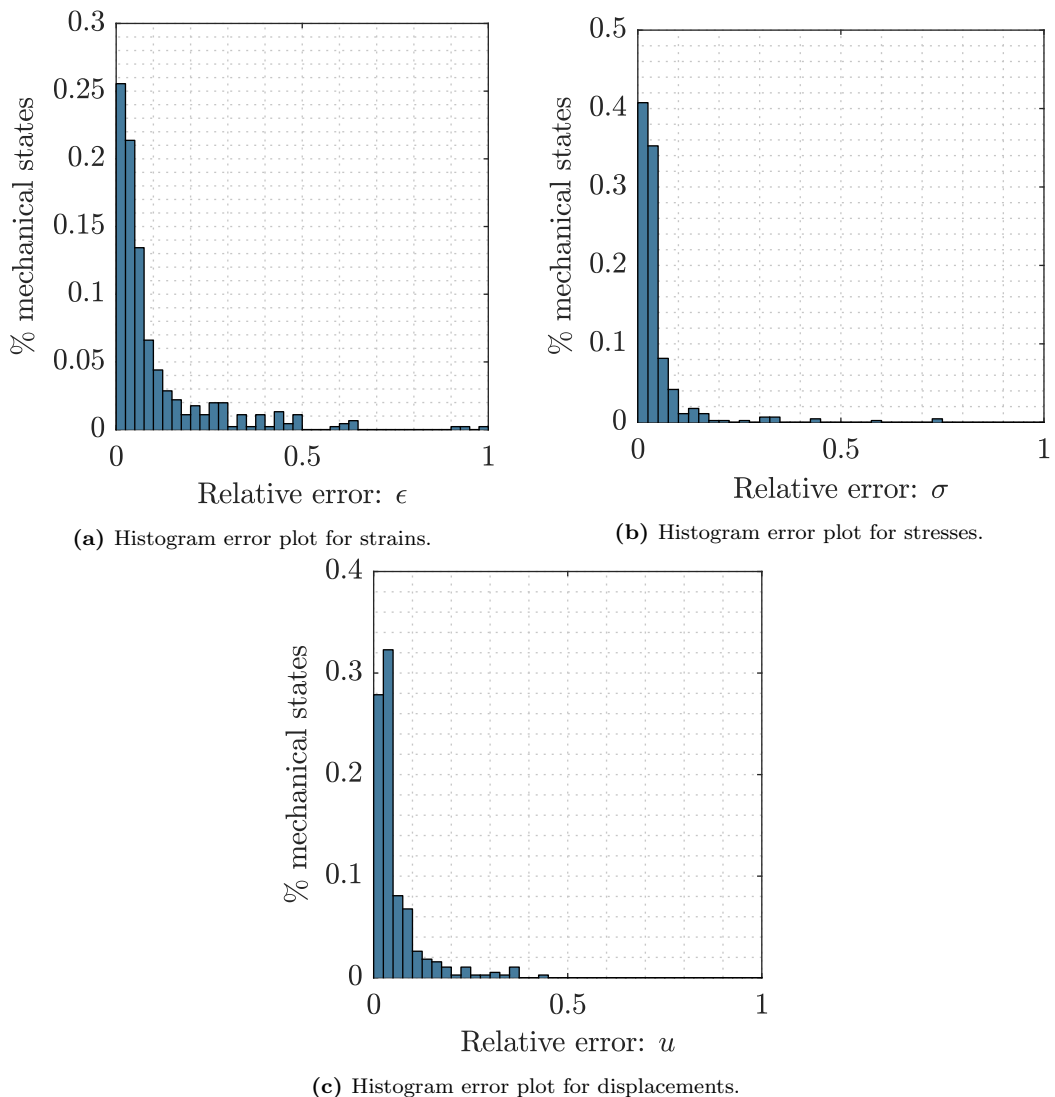 0.3
0.25
0.2
0.15
0.1
0.05
0
% mechanical states
0 0.5 1
Relative error: ϵ
(a) Histogram error plot for strains.
0.5
0.4
0.3
0.2
0.1
0
% mechanical states
0 0.5 1
Relative error: σ
(b) Histogram error plot for stresses.
0.4
0.3
0.2
0.1
0
% mechanical states
0 0.5 1
Relative error: u
(c) Histogram error plot for displacements.